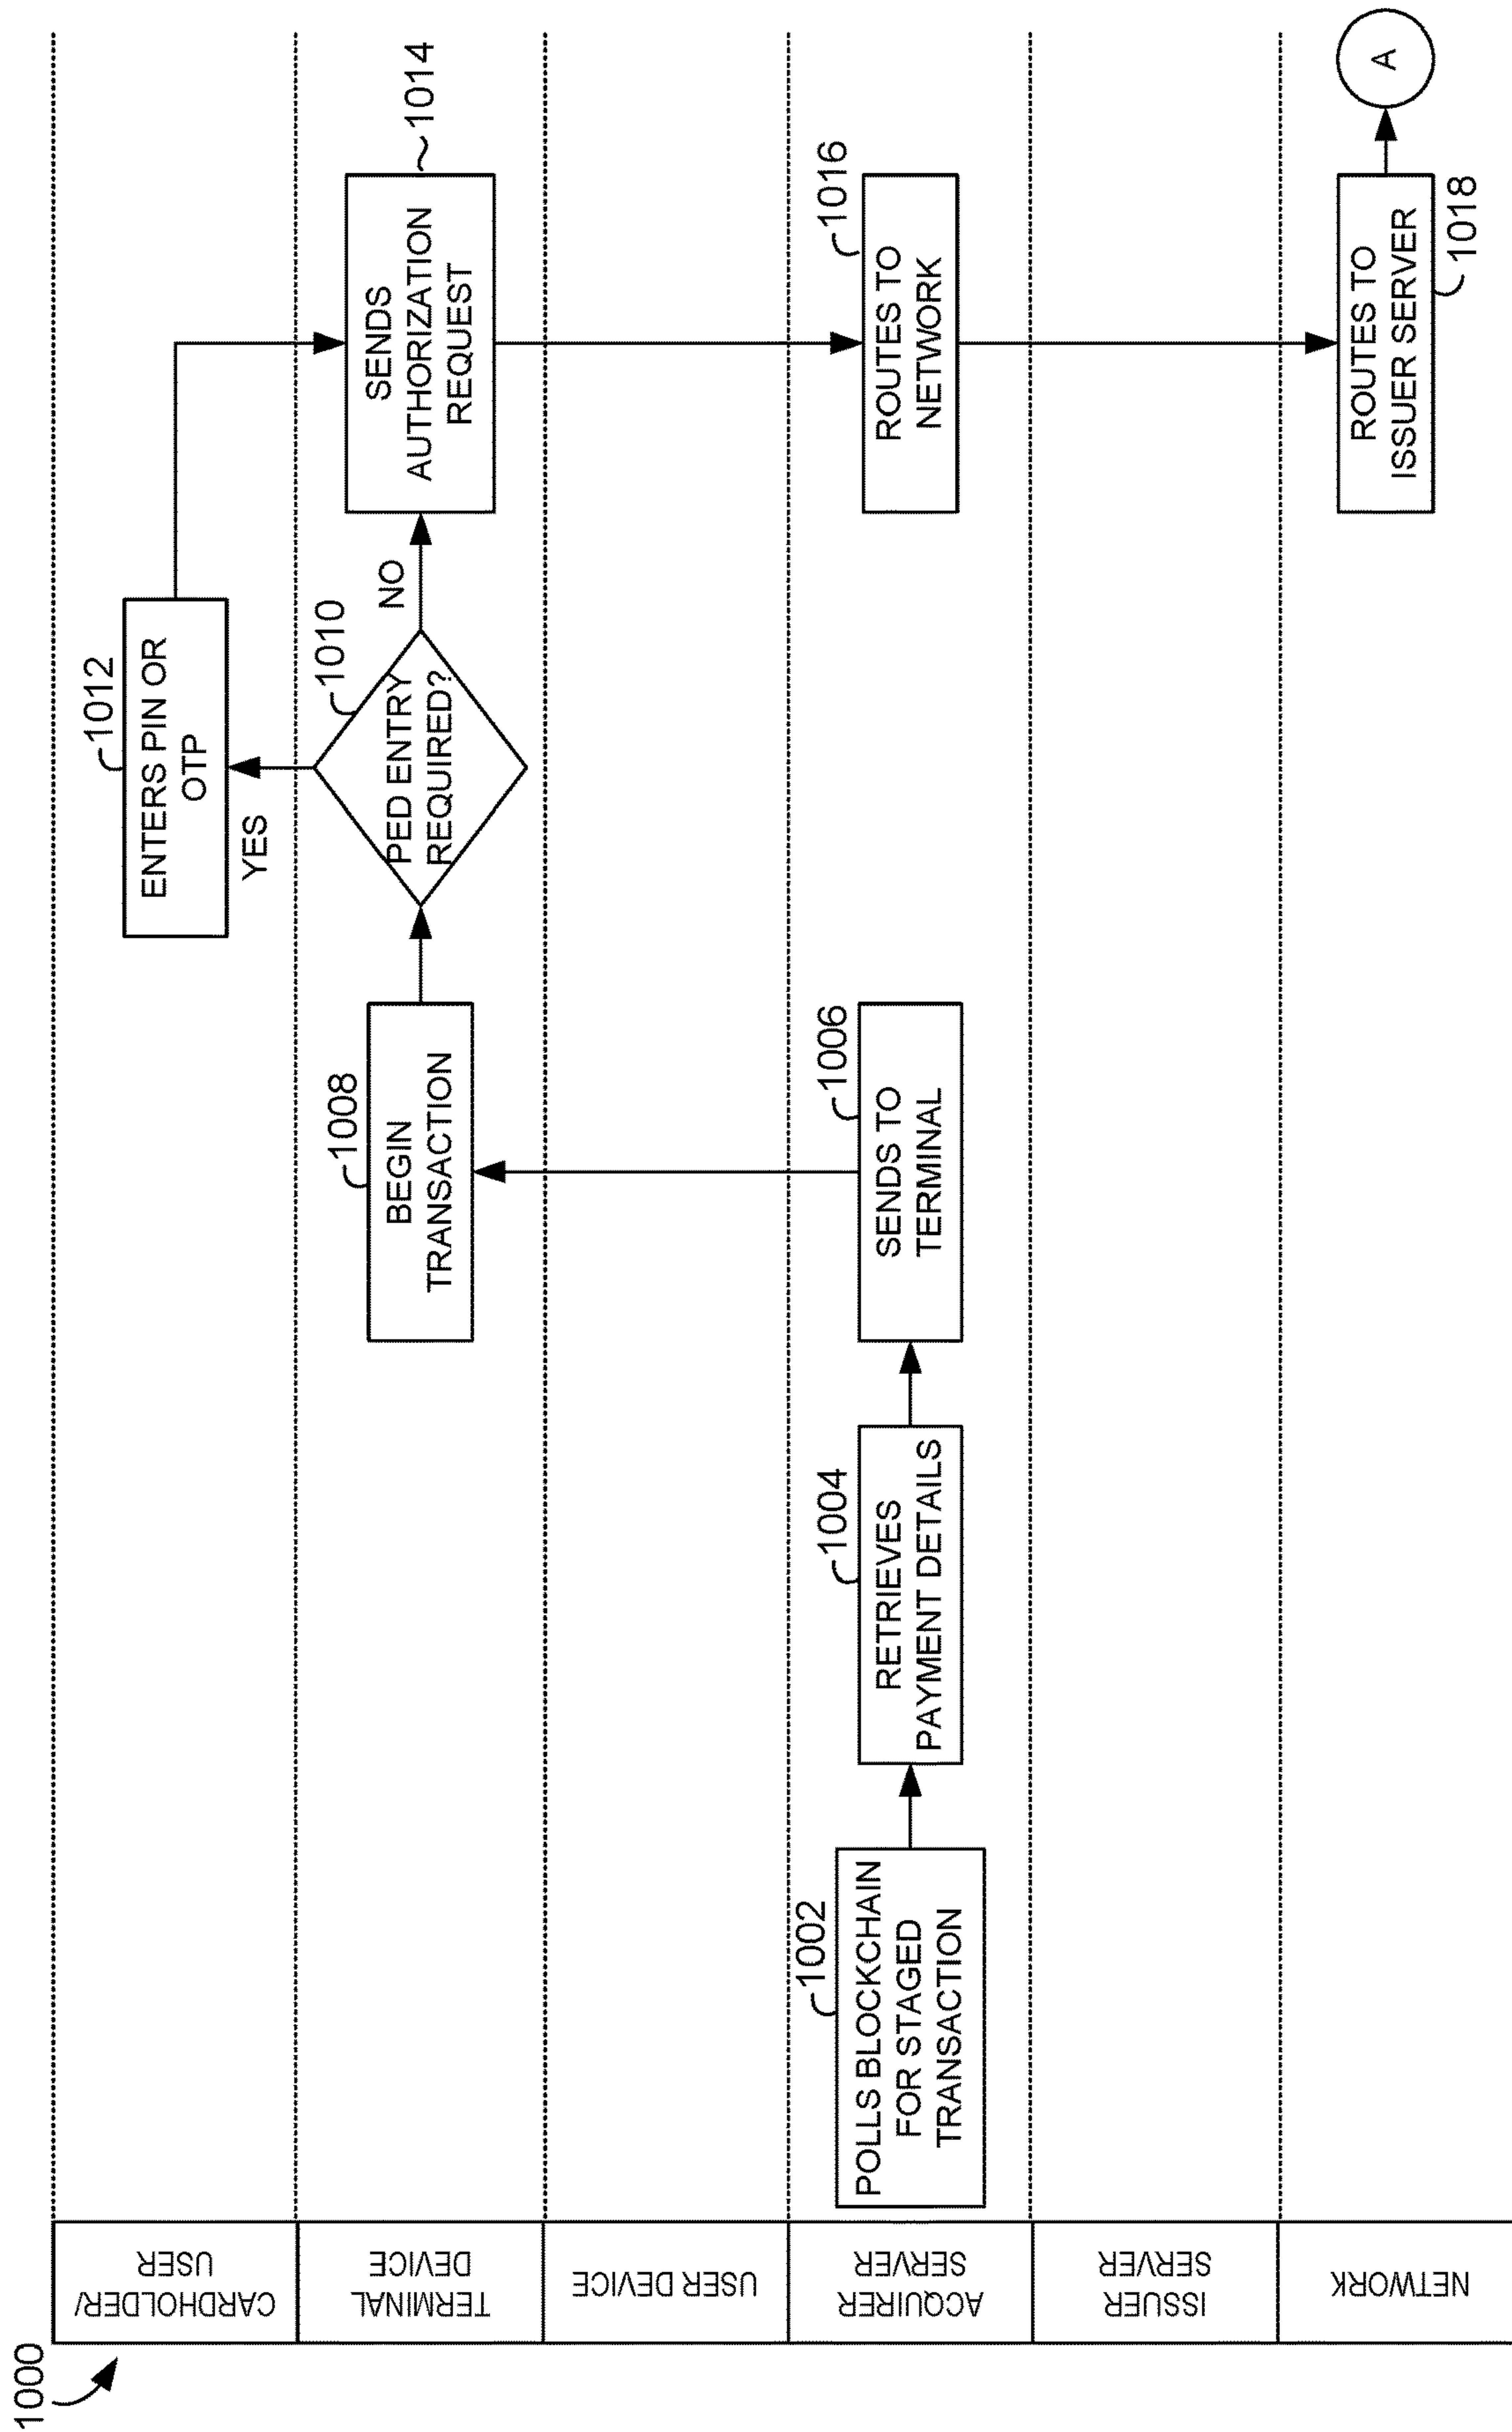 1000
CARDHOLDER/
USER
TERMINAL
DEVICE
USER DEVICE
ACQUIRER
SERVER
ISSUER
SERVER
NETWORK
1002
POLLS BLOCKCHAIN
FOR STAGED
TRANSACTION
1004
RETRIEVES
PAYMENT DETAILS
1006
SENDS TO
TERMINAL
1008
BEGIN
TRANSACTION
1010
PED ENTRY
REQUIRED?
YES
NO
1012
ENTERS PIN OR
OTP
1014
SENDS
AUTHORIZATION
REQUEST
1016
ROUTES TO
NETWORK
1018
ROUTES TO
ISSUER SERVER
A